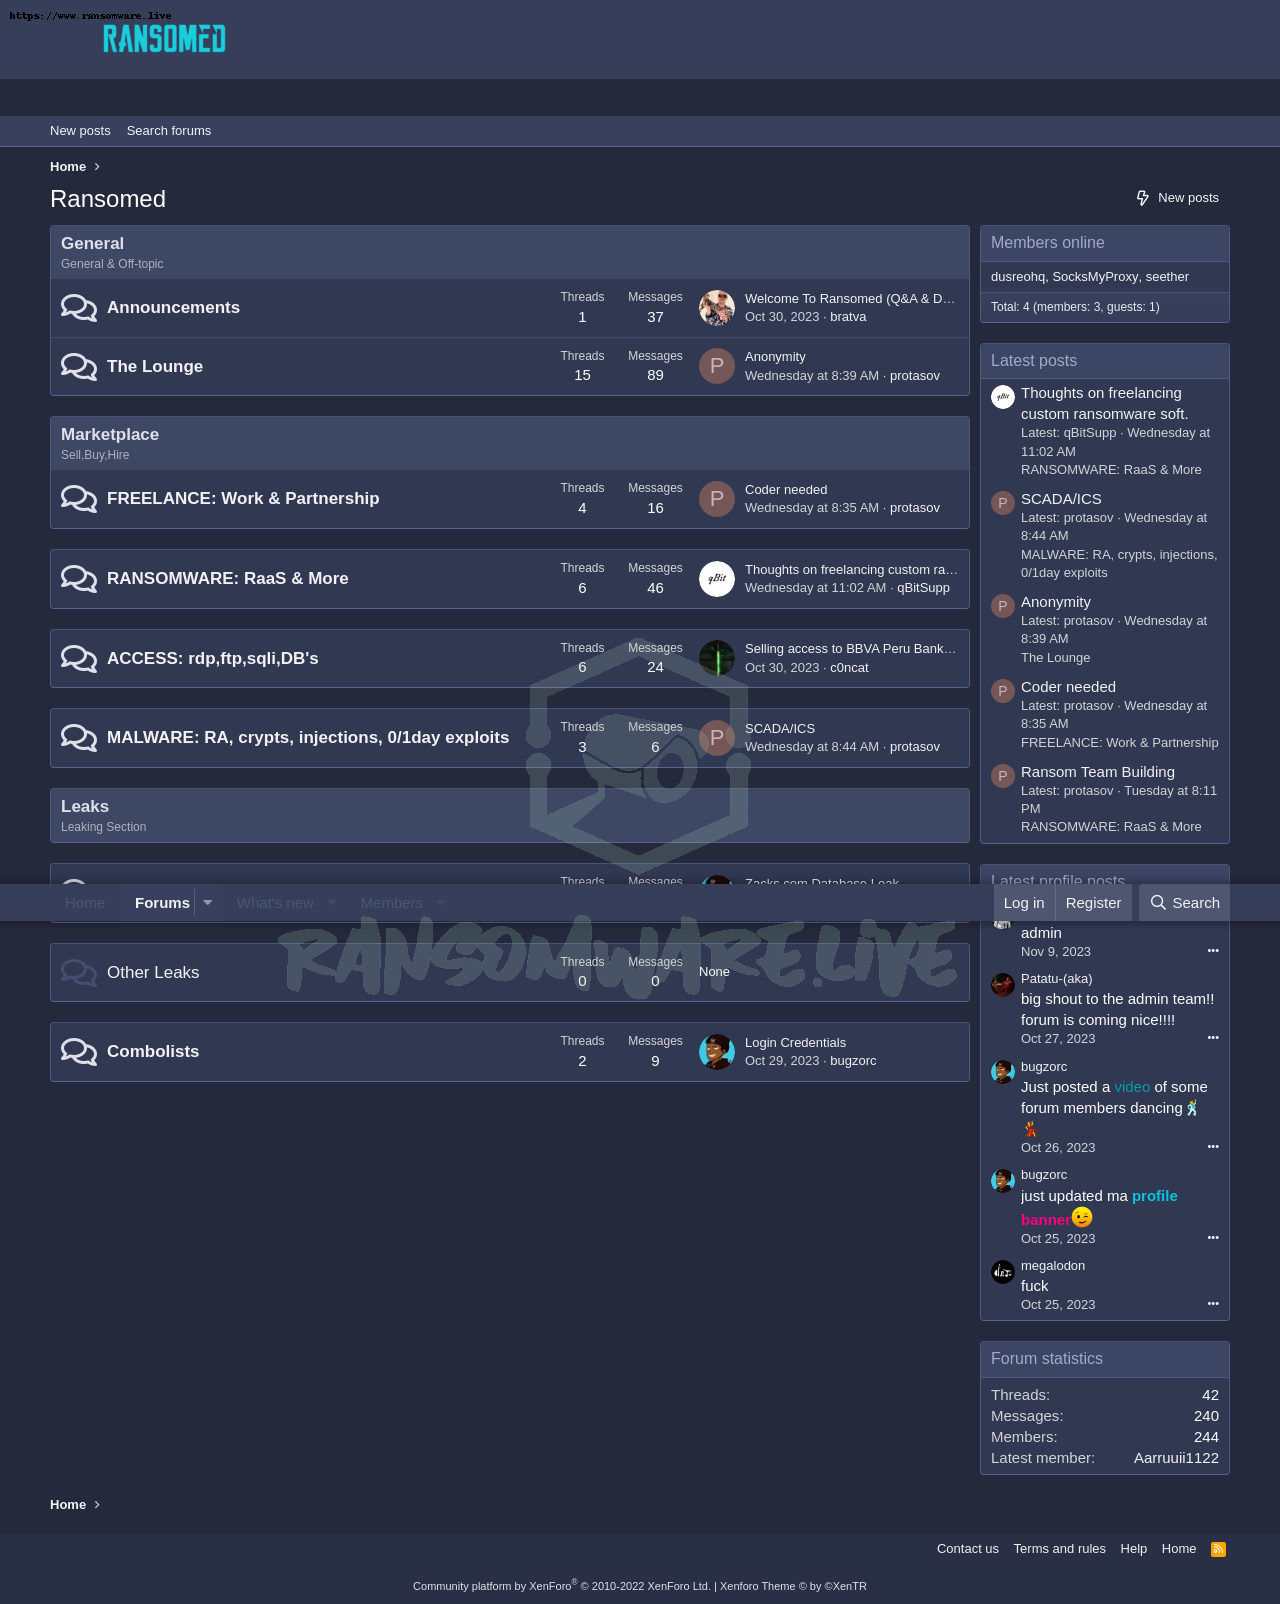 https://www.ransomware.live
RANSOMED
New posts Search forums
Home
Ransomed
New posts
General
General & Off-topic
Announcements
Threads
1
Messages
37
Welcome To Ransomed (Q&A & D…
Oct 30, 2023 · bratva
The Lounge
Threads
15
Messages
89
P
Anonymity
Wednesday at 8:39 AM · protasov
Marketplace
Sell,Buy,Hire
FREELANCE: Work & Partnership
Threads
4
Messages
16
P
Coder needed
Wednesday at 8:35 AM · protasov
RANSOMWARE: RaaS & More
Threads
6
Messages
46
qBit
Thoughts on freelancing custom ra…
Wednesday at 11:02 AM · qBitSupp
ACCESS: rdp,ftp,sqli,DB's
Threads
6
Messages
24
Selling access to BBVA Peru Bank…
Oct 30, 2023 · c0ncat
MALWARE: RA, crypts, injections, 0/1day exploits
Threads
3
Messages
6
P
SCADA/ICS
Wednesday at 8:44 AM · protasov
Leaks
Leaking Section
Threads
Messages
Zacks.com Database Leak
Home Forums What's new Members
Log in Register Search
RANSOMWARE.LIVE
Other Leaks
Threads
0
Messages
0
None
Combolists
Threads
2
Messages
9
Login Credentials
Oct 29, 2023 · bugzorc
Members online
dusreohq, SocksMyProxy, seether
Total: 4 (members: 3, guests: 1)
Latest posts
qBit
Thoughts on freelancing
custom ransomware soft.
Latest: qBitSupp · Wednesday at
11:02 AM
RANSOMWARE: RaaS & More
P
SCADA/ICS
Latest: protasov · Wednesday at
8:44 AM
MALWARE: RA, crypts, injections,
0/1day exploits
P
Anonymity
Latest: protasov · Wednesday at
8:39 AM
The Lounge
P
Coder needed
Latest: protasov · Wednesday at
8:35 AM
FREELANCE: Work & Partnership
P
Ransom Team Building
Latest: protasov · Tuesday at 8:11
PM
RANSOMWARE: RaaS & More
Latest profile posts
admin
Nov 9, 2023
Patatu-(aka)
big shout to the admin team!!
forum is coming nice!!!!
Oct 27, 2023
bugzorc
Just posted a video of some
forum members dancing🕺
💃
Oct 26, 2023
bugzorc
just updated ma profile
banner😉
Oct 25, 2023
megalodon
fuck
Oct 25, 2023
Forum statistics
Threads: 42
Messages: 240
Members: 244
Latest member: Aarruuii1122
Home
Contact us Terms and rules Help Home
Community platform by XenForo® © 2010-2022 XenForo Ltd. | Xenforo Theme © by ©XenTR